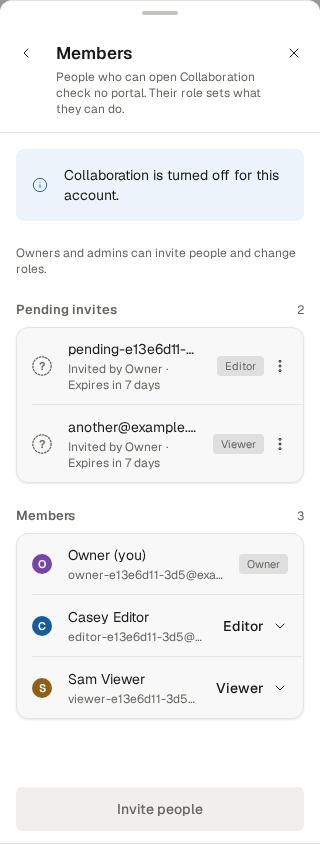 Members
People who can open Collaboration
check no portal. Their role sets what
they can do.
Collaboration is turned off for this
account.
Owners and admins can invite people and change
roles.
Pending invites 2
?
pending-e13e6d11-...
Editor
Invited by Owner ·
Expires in 7 days
?
another@example....
Viewer
Invited by Owner ·
Expires in 7 days
Members 3
O
Owner (you)
owner-e13e6d11-3d5@exa...
Owner
C
Casey Editor
editor-e13e6d11-3d5@...
Editor
S
Sam Viewer
viewer-e13e6d11-3d5...
Viewer
Invite people